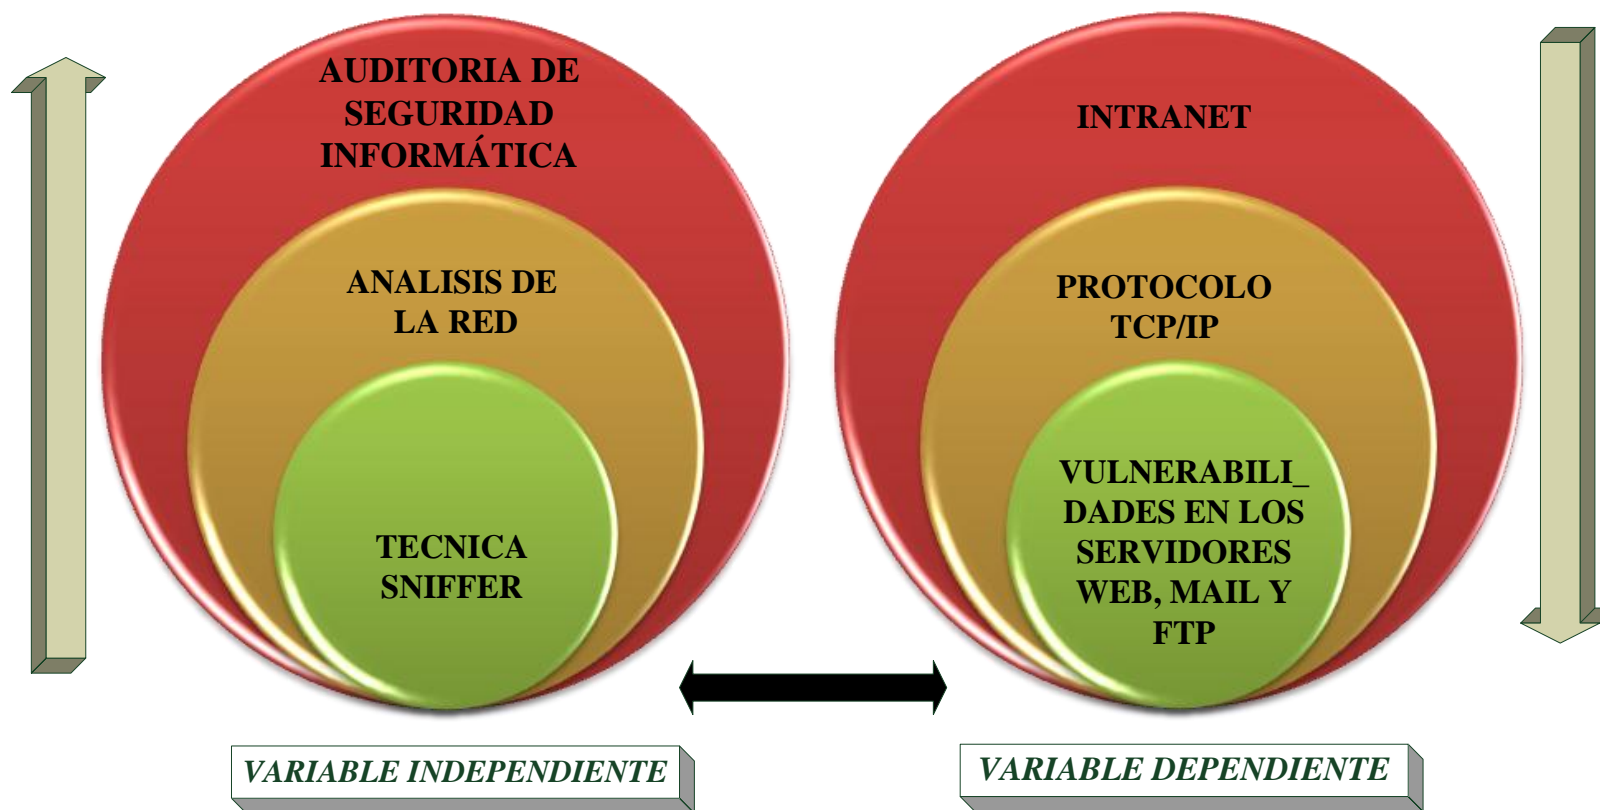 AUDITORIA DE
SEGURIDAD
INFORMÁTICA
ANALISIS DE
LA RED
TECNICA
SNIFFER
VARIABLE INDEPENDIENTE
INTRANET
PROTOCOLO
TCP/IP
VULNERABILI_
DADES EN LOS
SERVIDORES
WEB, MAIL Y
FTP
VARIABLE DEPENDIENTE